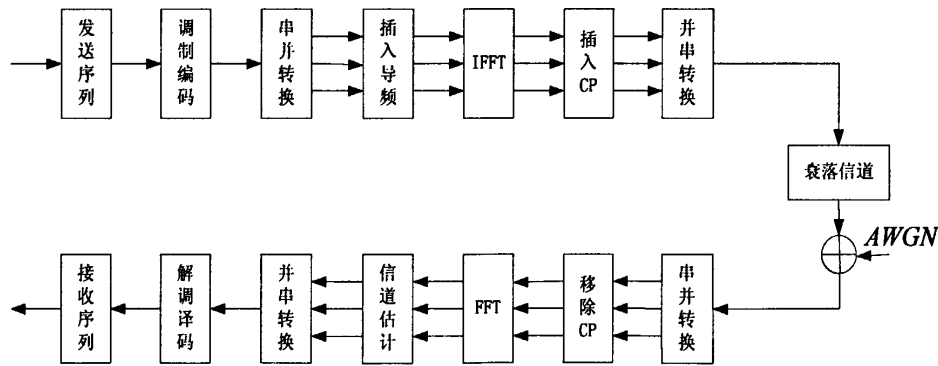 发送序列
调制编码
串并转换
插入导频
IFFT
插入CP
并串转换
衰落信道
AWGN
串并转换
移除CP
FFT
信道估计
并串转换
解调译码
接收序列